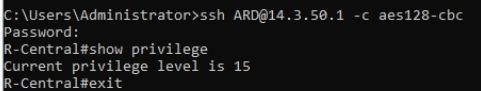 C:\Users\Administrator>ssh ARD@14.3.50.1 -c aes128-cbc
Password:
R-Central#show privilege
Current privilege level is 15
R-Central#exit